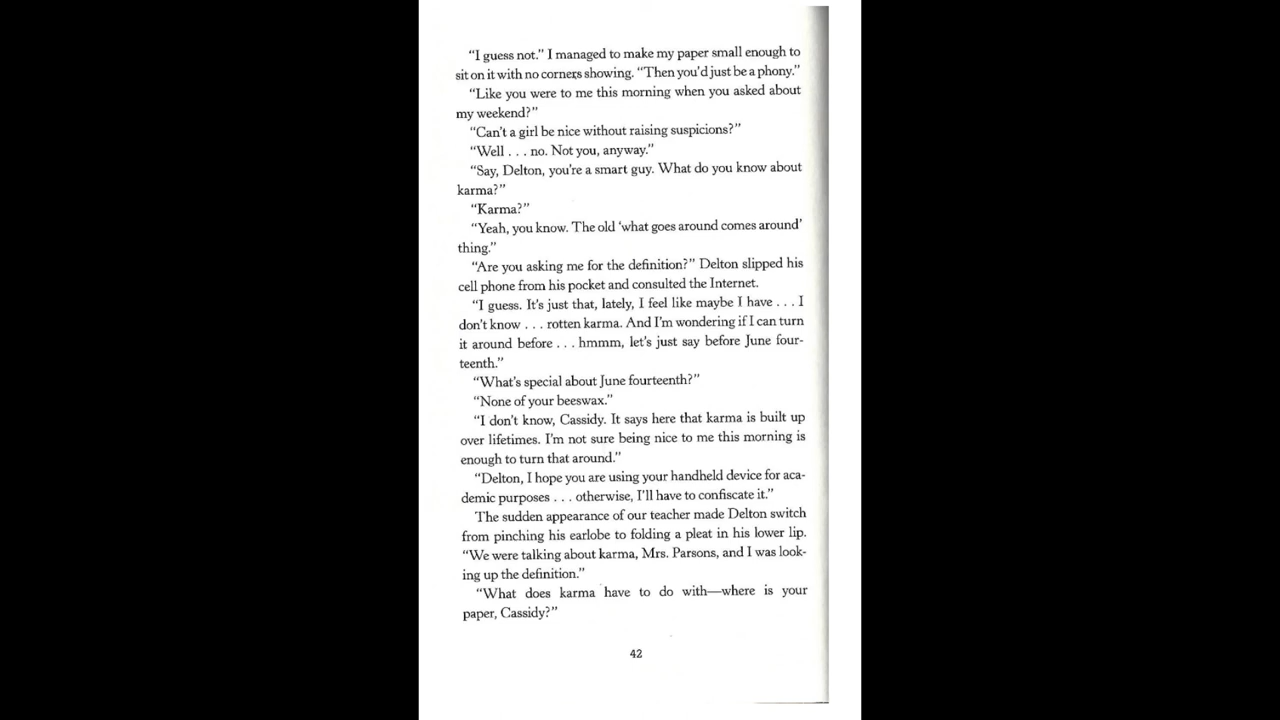 “I guess not.” I managed to make my paper small enough to
sit on it with no corners showing. “Then you’d just be a phony.”
“Like you were to me this morning when you asked about
my weekend?”
“Can’t a girl be nice without raising suspicions?”
“Well . . . no. Not you, anyway.”
“Say, Delton, you’re a smart guy. What do you know about
karma?”
“Karma?”
“Yeah, you know. The old ‘what goes around comes around’
thing.”
“Are you asking me for the definition?” Delton slipped his
cell phone from his pocket and consulted the Internet.
“I guess. It’s just that, lately, I feel like maybe I have . . . I
don’t know . . . rotten karma. And I’m wondering if I can turn
it around before . . . hmmm, let’s just say before June four-
teenth.”
“What’s special about June fourteenth?”
“None of your beeswax.”
“I don’t know, Cassidy. It says here that karma is built up
over lifetimes. I’m not sure being nice to me this morning is
enough to turn that around.”
“Delton, I hope you are using your handheld device for aca-
demic purposes . . . otherwise, I’ll have to confiscate it.”
The sudden appearance of our teacher made Delton switch
from pinching his earlobe to folding a pleat in his lower lip.
“We were talking about karma, Mrs. Parsons, and I was look-
ing up the definition.”
“What does karma have to do with—where is your
paper, Cassidy?”
42